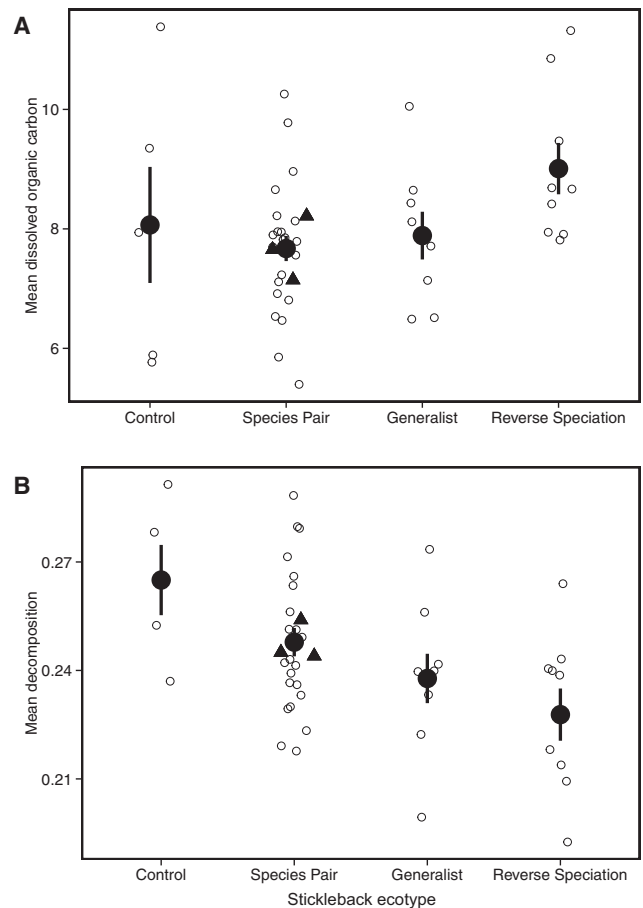 A
Mean dissolved organic carbon
10
8
6
Control Species Pair Generalist Reverse Speciation
B
Mean decomposition
0.27
0.24
0.21
Control Species Pair Generalist Reverse Speciation
Stickleback ecotype